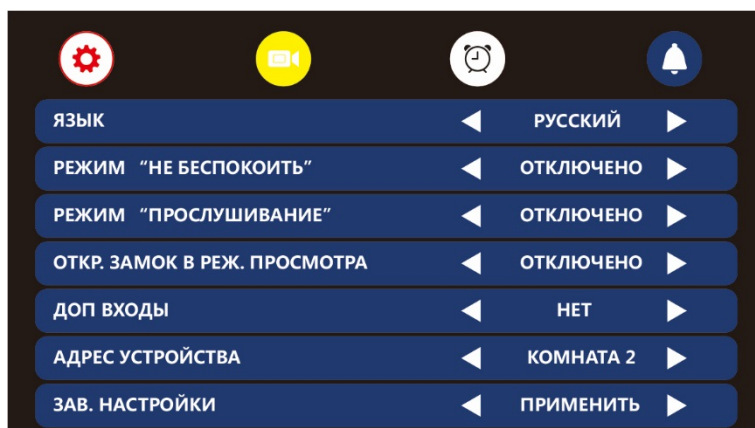 ЯЗЫК РУССКИЙ
РЕЖИМ “НЕ БЕСПОКОИТЬ” ОТКЛЮЧЕНО
РЕЖИМ “ПРОСЛУШИВАНИЕ” ОТКЛЮЧЕНО
ОТКР. ЗАМОК В РЕЖ. ПРОСМОТРА ОТКЛЮЧЕНО
ДОП ВХОДЫ НЕТ
АДРЕС УСТРОЙСТВА КОМНАТА 2
ЗАВ. НАСТРОЙКИ ПРИМЕНИТЬ